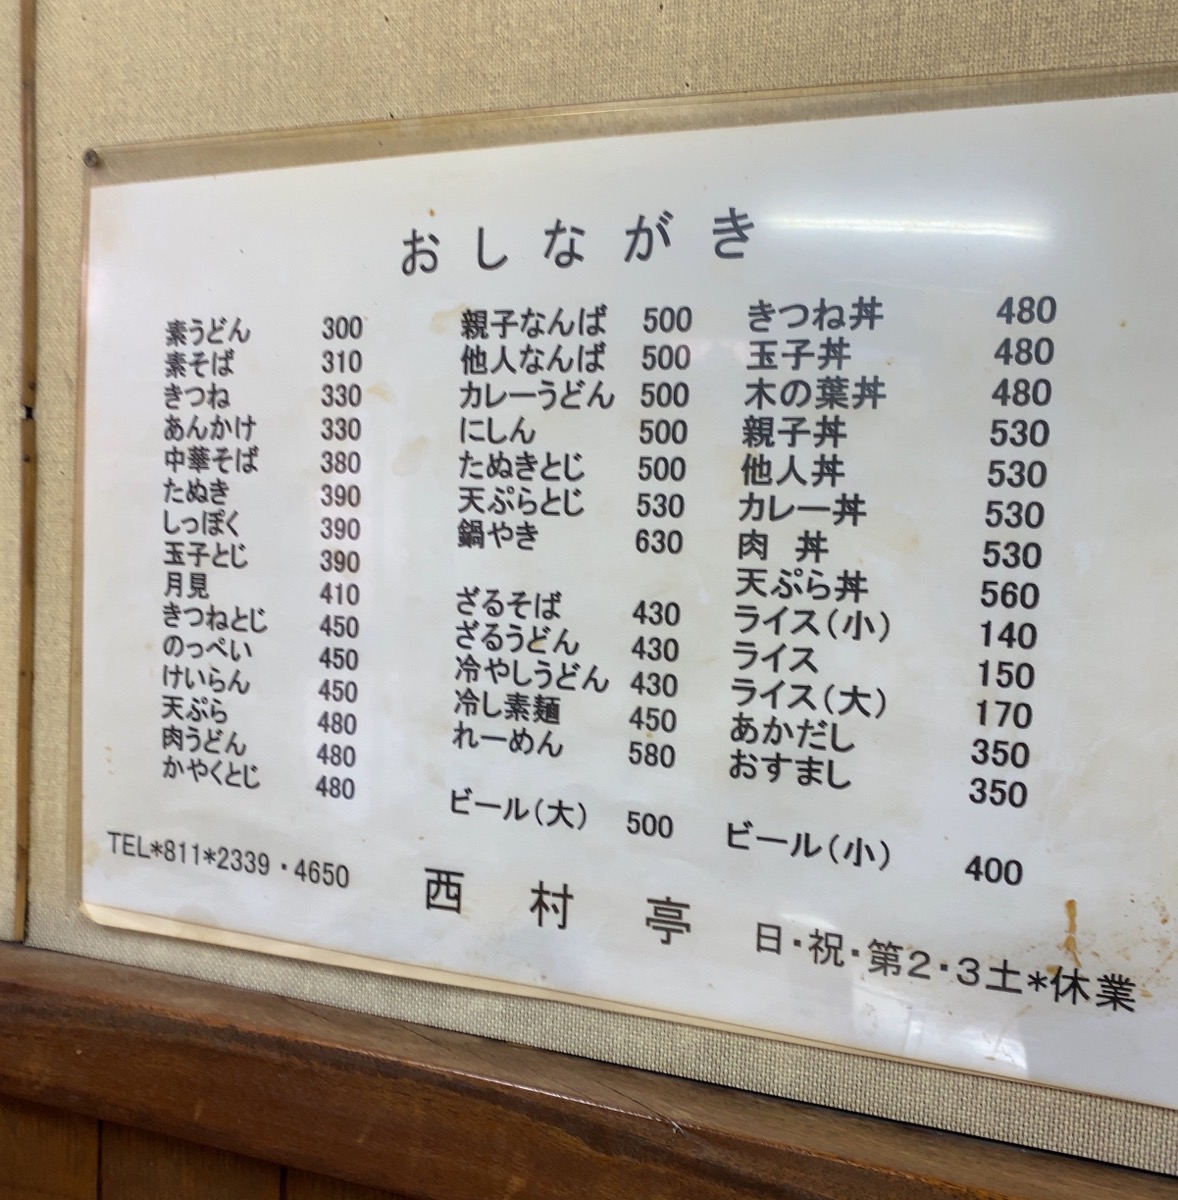 おしながき
素うどん 300
素そば 310
きつね 330
あんかけ 330
中華そば 380
たぬき 390
しっぽく 390
玉子とじ 390
月見 410
きつねとじ 450
のっぺい 450
けいらん 450
天ぷら 480
肉うどん 480
かやくとじ 480
親子なんば 500
他人なんば 500
カレーうどん 500
にしん 500
たぬきとじ 500
天ぷらとじ 530
鍋やき 630
ざるそば 430
ざるうどん 430
冷やしうどん 430
冷し素麺 450
れーめん 580
ビール(大) 500
きつね丼 480
玉子丼 480
木の葉丼 480
親子丼 530
他人丼 530
カレー丼 530
肉 丼 530
天ぷら丼 560
ライス(小) 140
ライス 150
ライス(大) 170
あかだし 350
おすまし 350
ビール(小) 400
TEL*811*2339・4650
西村亭
日・祝・第2・3土*休業